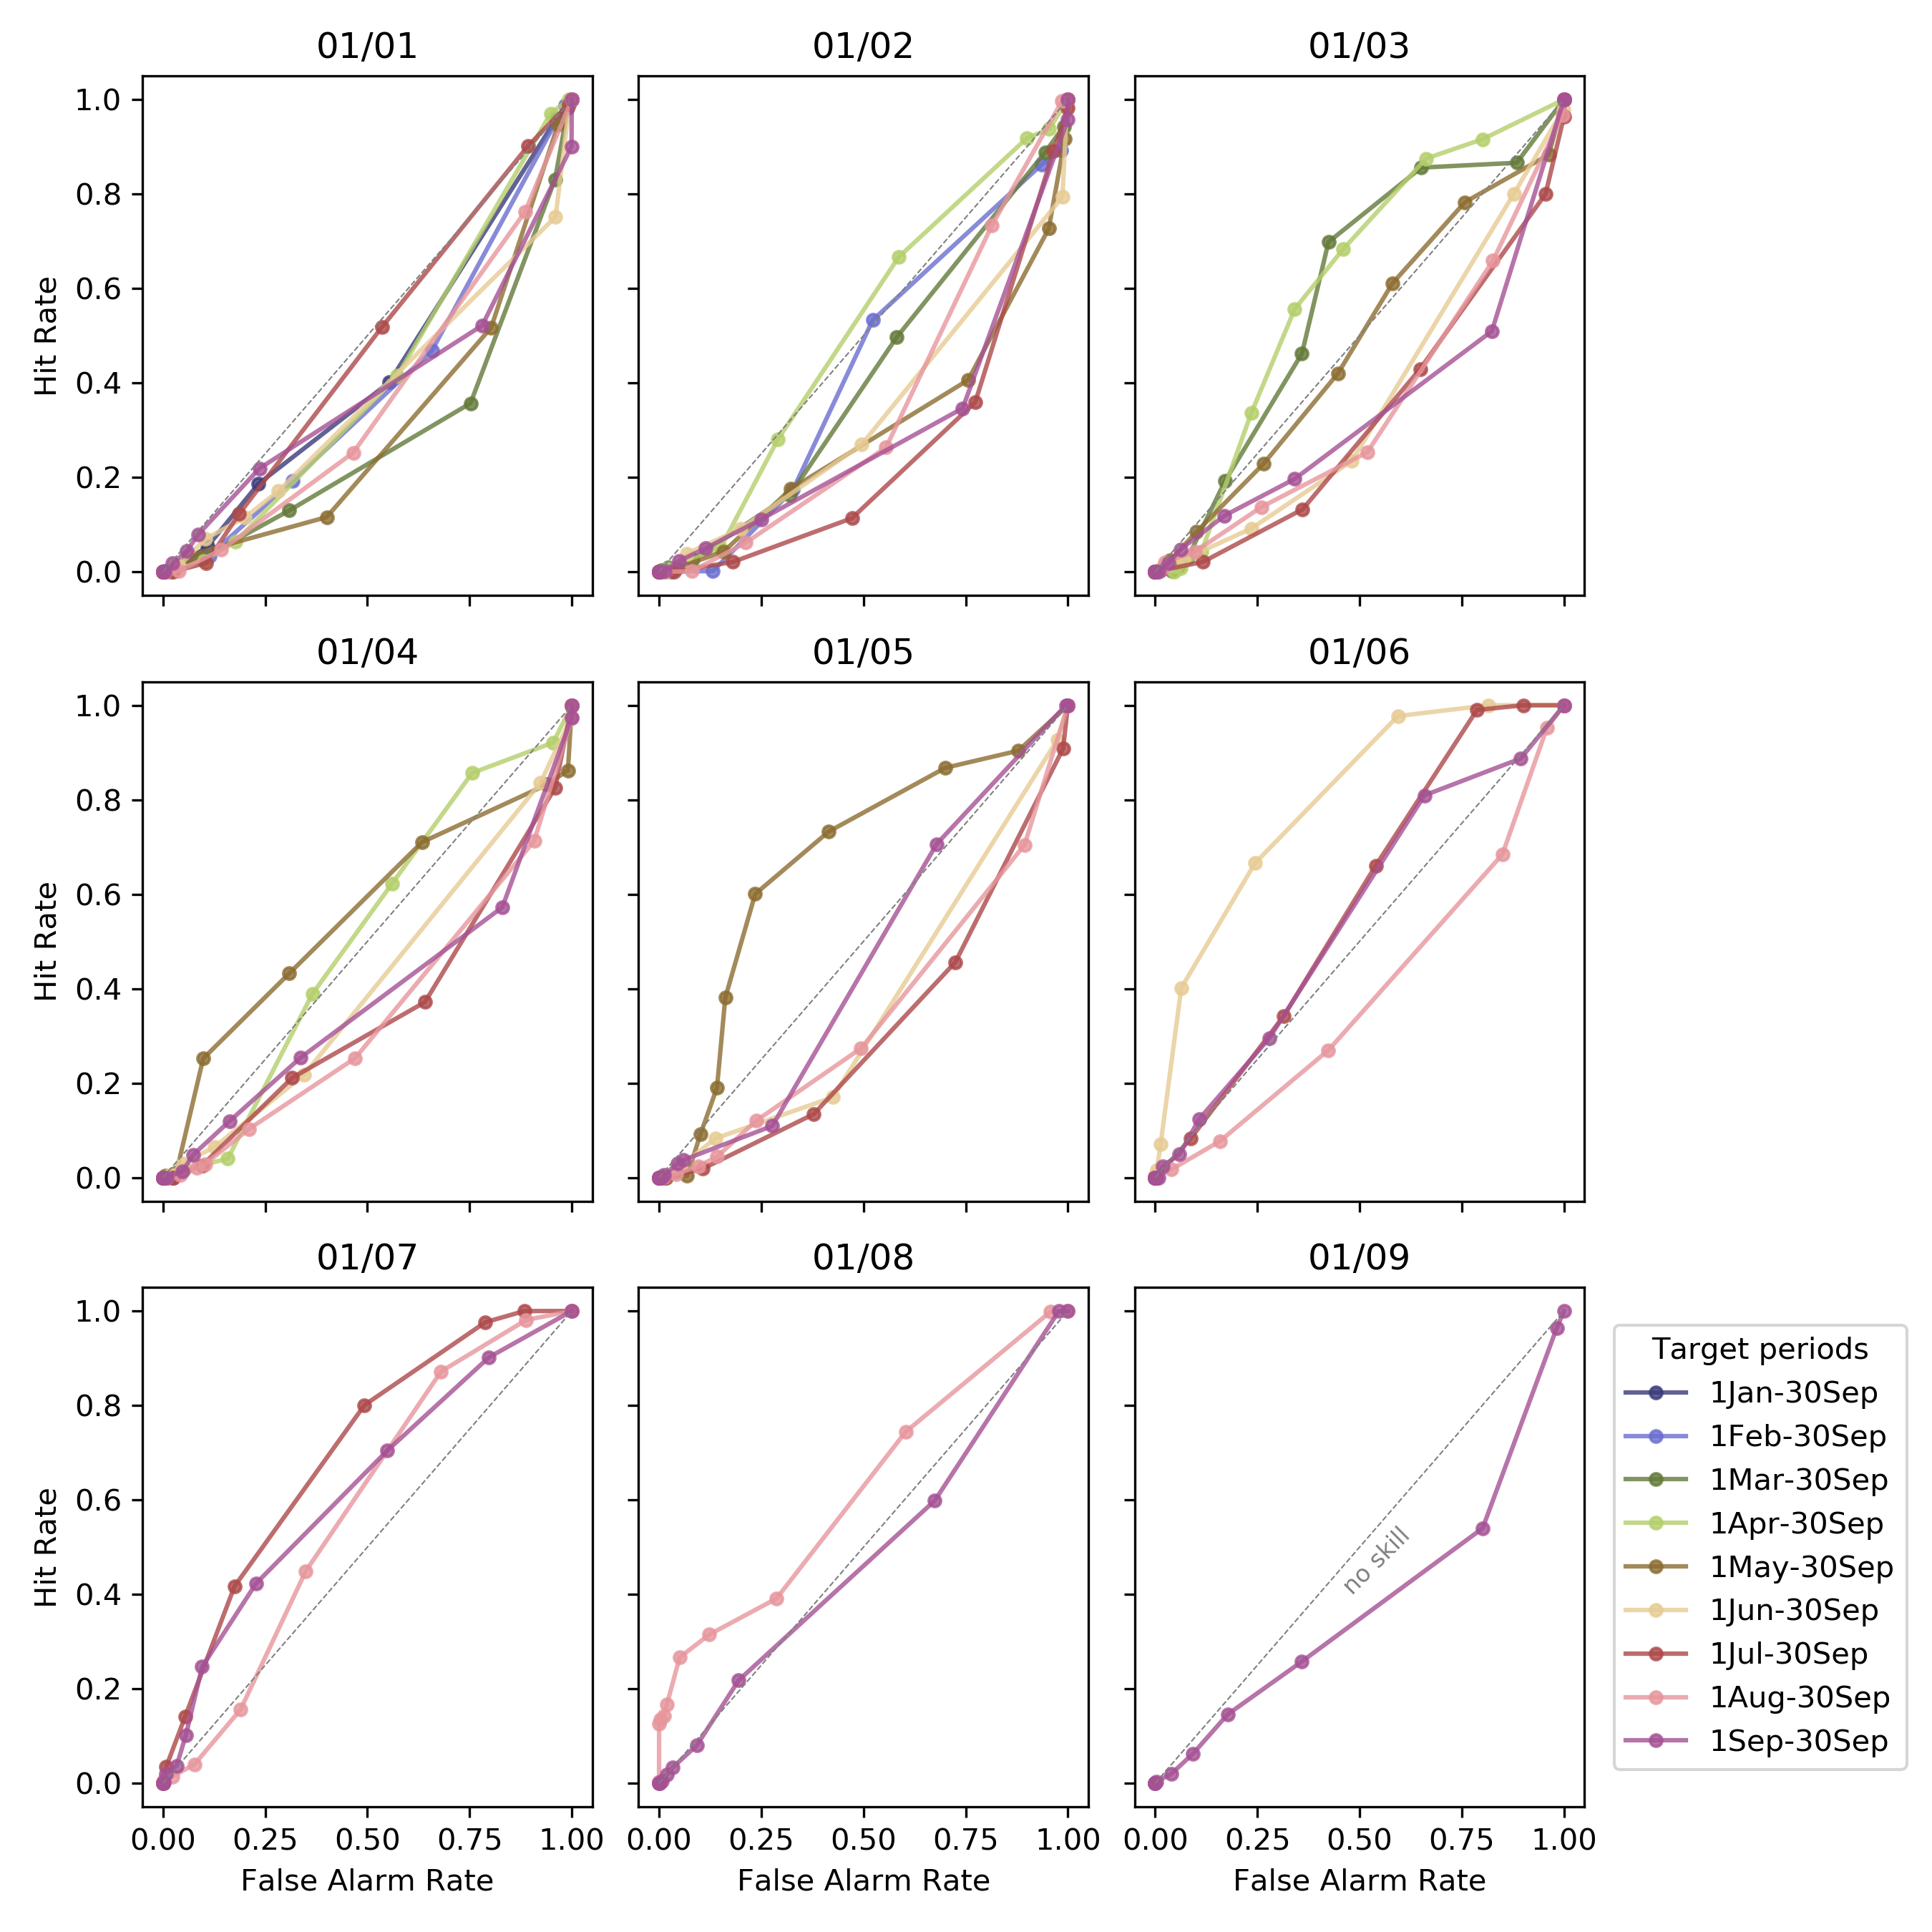 01/01
01/02
01/03
1.0
0.8
0.6
0.4
0.2
0.0
Hit Rate
01/04
01/05
01/06
1.0
0.8
0.6
0.4
0.2
0.0
Hit Rate
01/07
01/08
01/09
1.0
0.8
0.6
0.4
0.2
0.0
Hit Rate
no skill
0.00 0.25 0.50 0.75 1.00
0.00 0.25 0.50 0.75 1.00
0.00 0.25 0.50 0.75 1.00
False Alarm Rate
False Alarm Rate
False Alarm Rate
Target periods
1Jan-30Sep
1Feb-30Sep
1Mar-30Sep
1Apr-30Sep
1May-30Sep
1Jun-30Sep
1Jul-30Sep
1Aug-30Sep
1Sep-30Sep